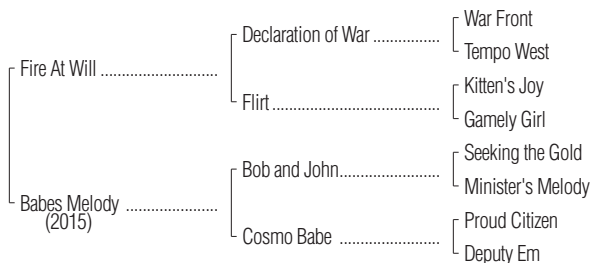 Fire At Will ............................
Babes Melody ......................
(2015)
Declaration of War ................
Flirt ........................................
Bob and John.......................
Cosmo Babe .......................
War Front
Tempo West
Kitten's Joy
Gamely Girl
Seeking the Gold
Minister's Melody
Proud Citizen
Deputy Em